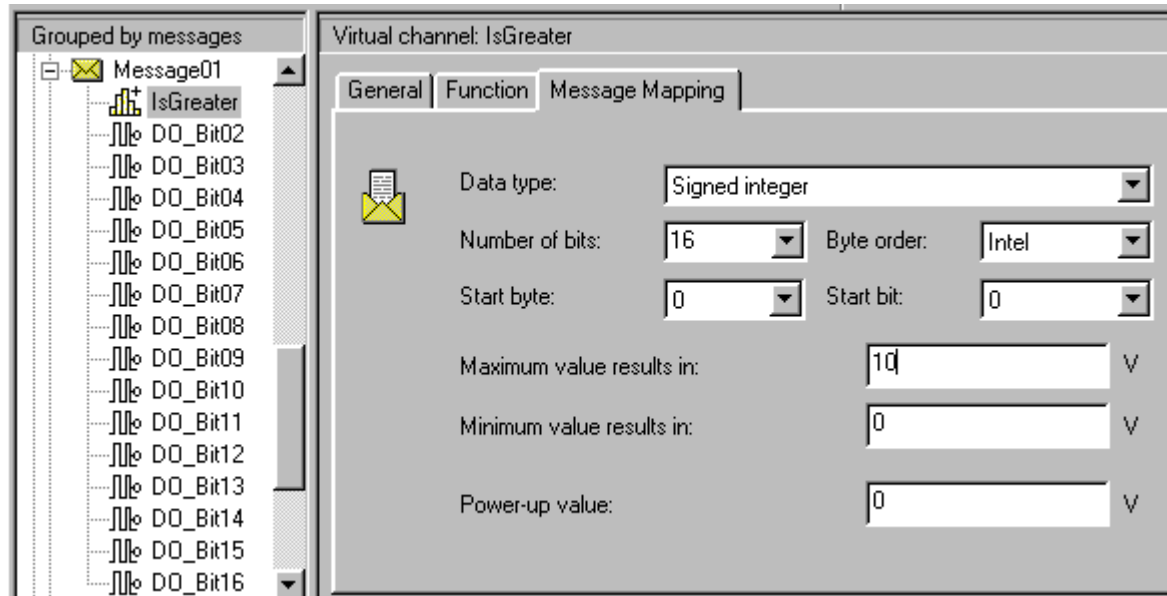 Grouped by messages
Message01
IsGreater
DO_Bit02
DO_Bit03
DO_Bit04
DO_Bit05
DO_Bit06
DO_Bit07
DO_Bit08
DO_Bit09
DO_Bit10
DO_Bit11
DO_Bit12
DO_Bit13
DO_Bit14
DO_Bit15
DO_Bit16
Virtual channel: IsGreater
General Function Message Mapping
Data type: Signed integer
Number of bits: 16 Byte order: Intel
Start byte: 0 Start bit: 0
Maximum value results in: 10 V
Minimum value results in: 0 V
Power-up value: 0 V